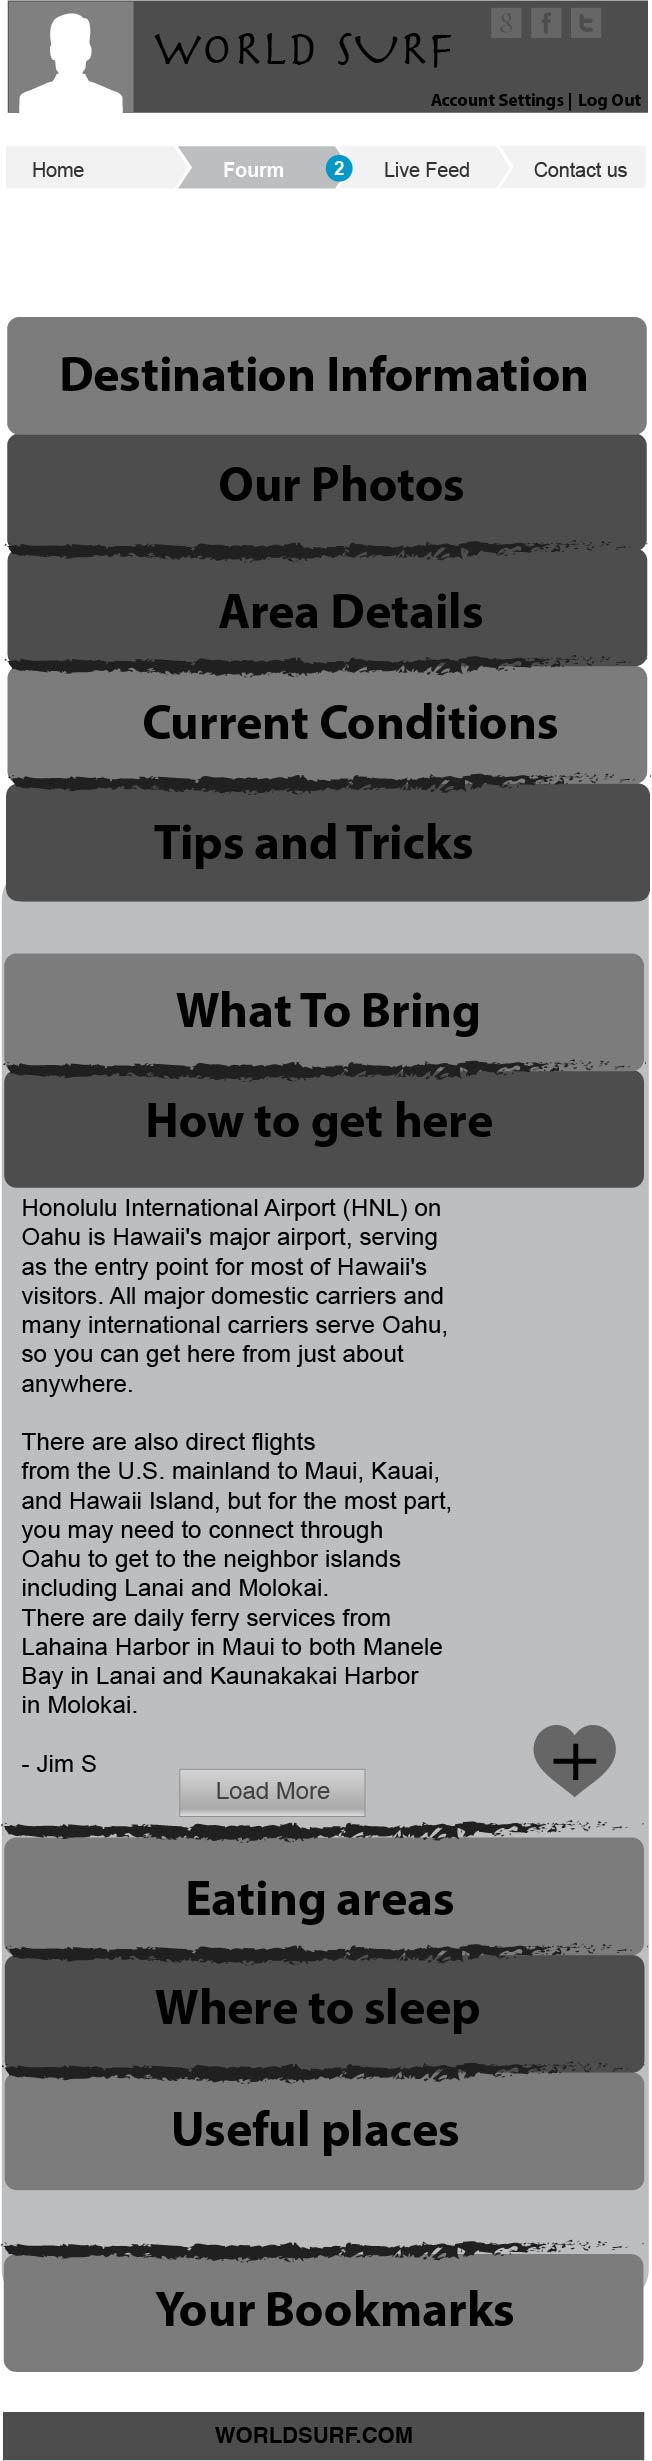 WORLD SURF
g f t
Account Settings | Log Out
Home
Fourm
2
Live Feed
Contact us
Destination Information
Our Photos
Area Details
Current Conditions
Tips and Tricks
What To Bring
How to get here
Honolulu International Airport (HNL) on
Oahu is Hawaii's major airport, serving
as the entry point for most of Hawaii's
visitors. All major domestic carriers and
many international carriers serve Oahu,
so you can get here from just about
anywhere.
There are also direct flights
from the U.S. mainland to Maui, Kauai,
and Hawaii Island, but for the most part,
you may need to connect through
Oahu to get to the neighbor islands
including Lanai and Molokai.
There are daily ferry services from
Lahaina Harbor in Maui to both Manele
Bay in Lanai and Kaunakakai Harbor
in Molokai.
- Jim S
Load More
Eating areas
Where to sleep
Useful places
Your Bookmarks
WORLDSURF.COM